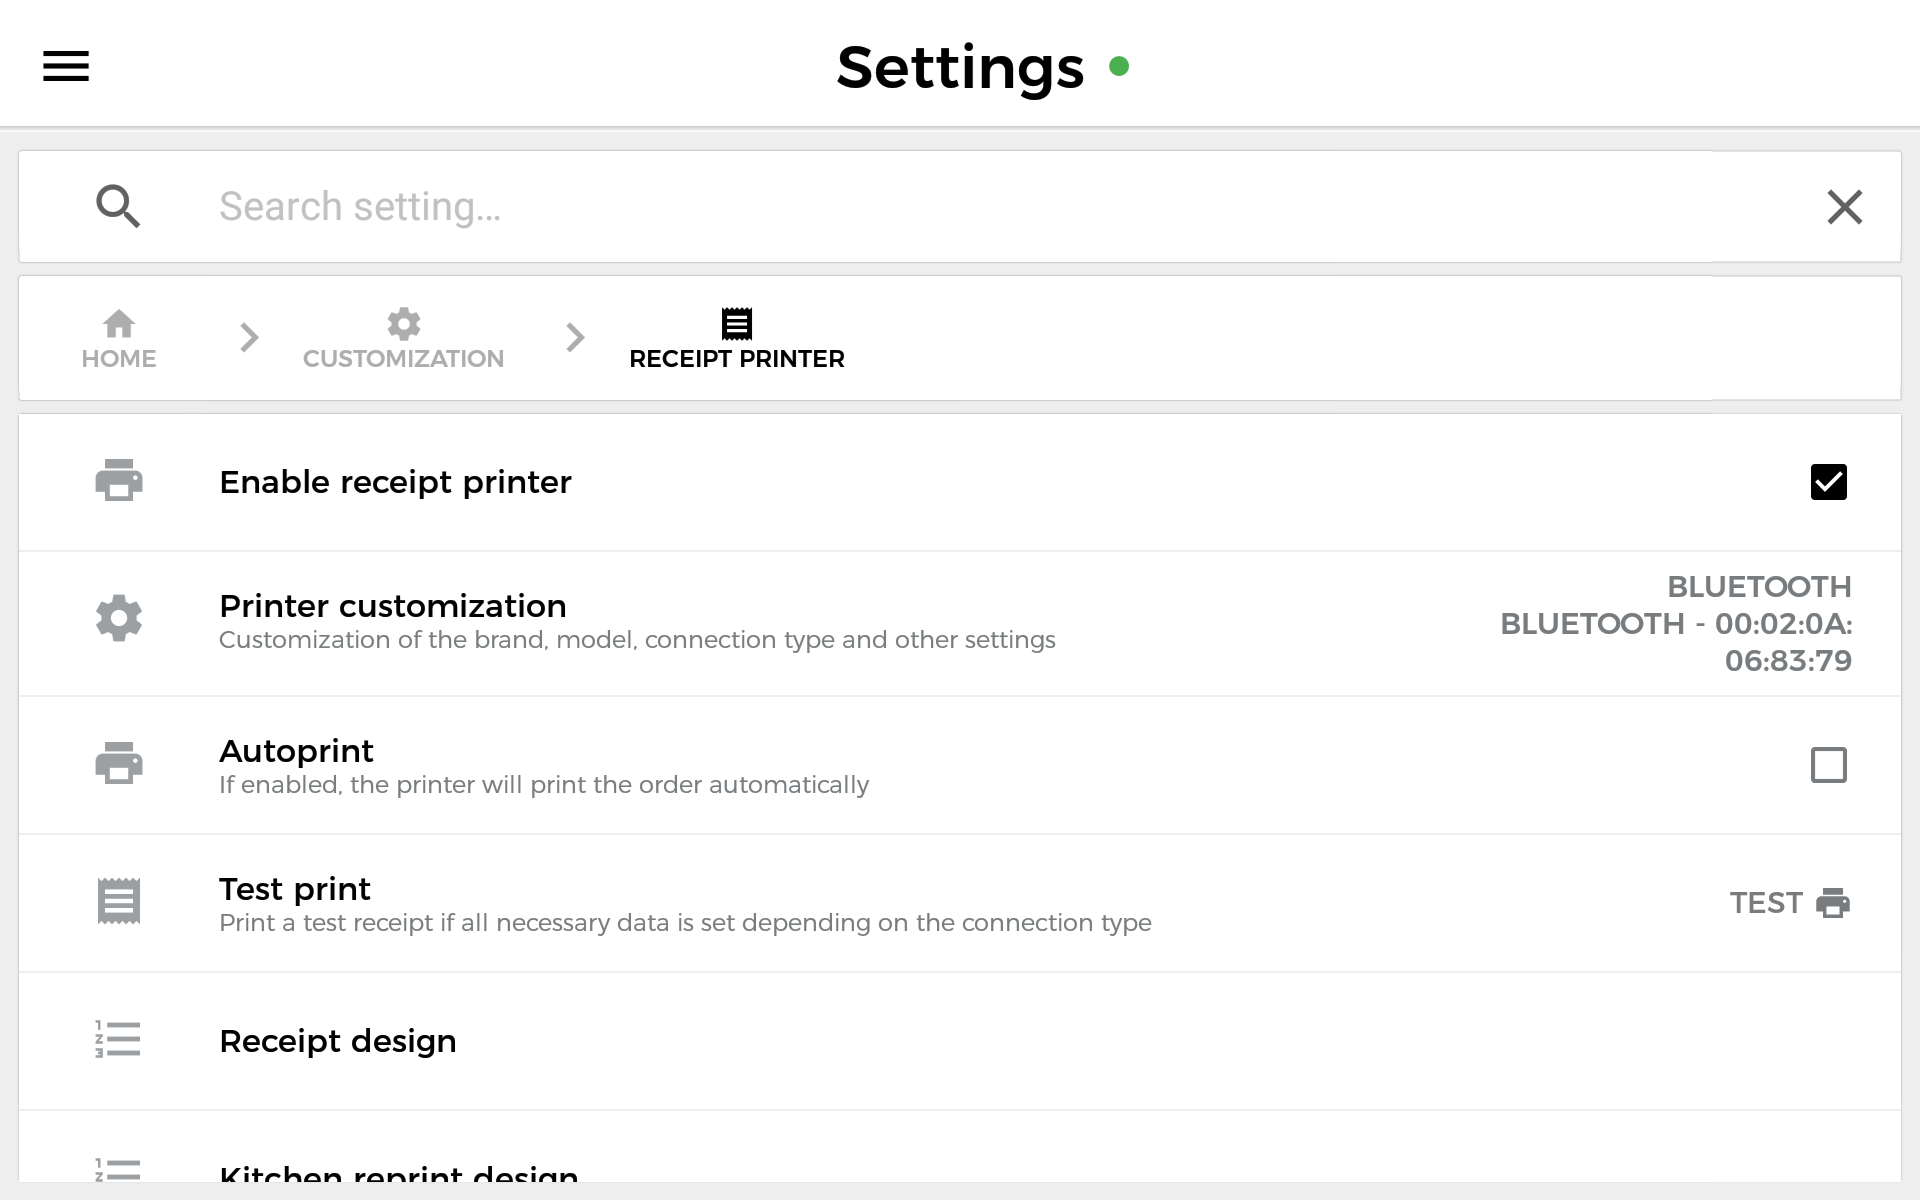 Settings
Search setting...
HOME
CUSTOMIZATION
RECEIPT PRINTER
Enable receipt printer
Printer customization
Customization of the brand, model, connection type and other settings
BLUETOOTH
BLUETOOTH - 00:02:0A:
06:83:79
Autoprint
If enabled, the printer will print the order automatically
Test print
Print a test receipt if all necessary data is set depending on the connection type
TEST
Receipt design
Kitchen reprint design